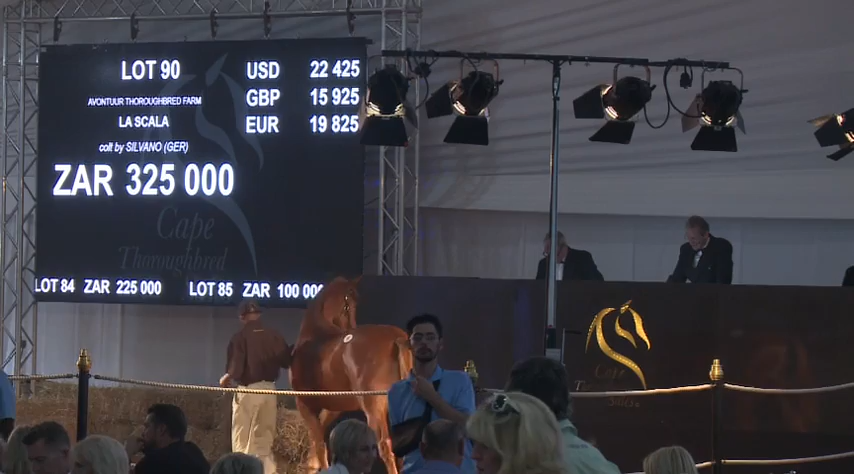 LOT 90
AVONTUUR THOROUGHBRED FARM
LA SCALA
colt by SILVANO (GER)
ZAR 325 000
USD 22 425
GBP 15 925
EUR 19 825
Cape
Thoroughbred
LOT 84 ZAR 225 000 LOT 85 ZAR 100 000
Cape